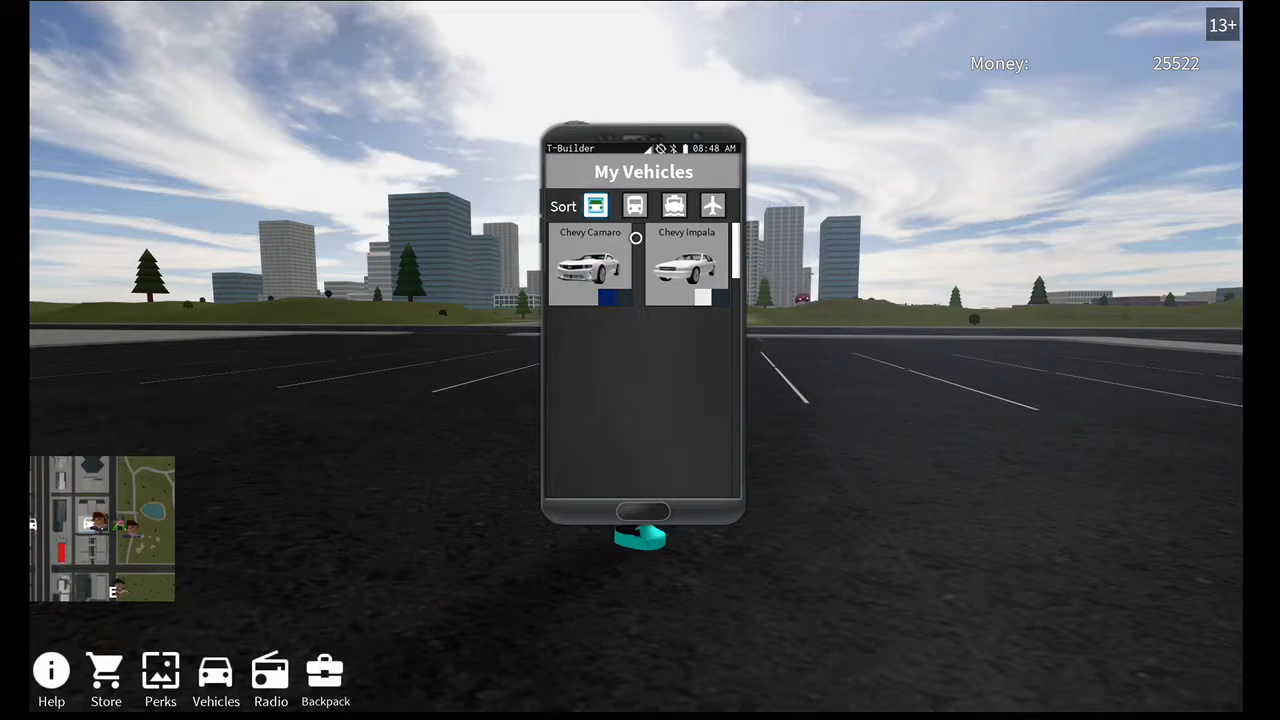 13+
Money: 25522
T-Builder 08:48 AM
My Vehicles
Sort
Chevy Camaro Chevy Impala
E
Help Store Perks Vehicles Radio Backpack